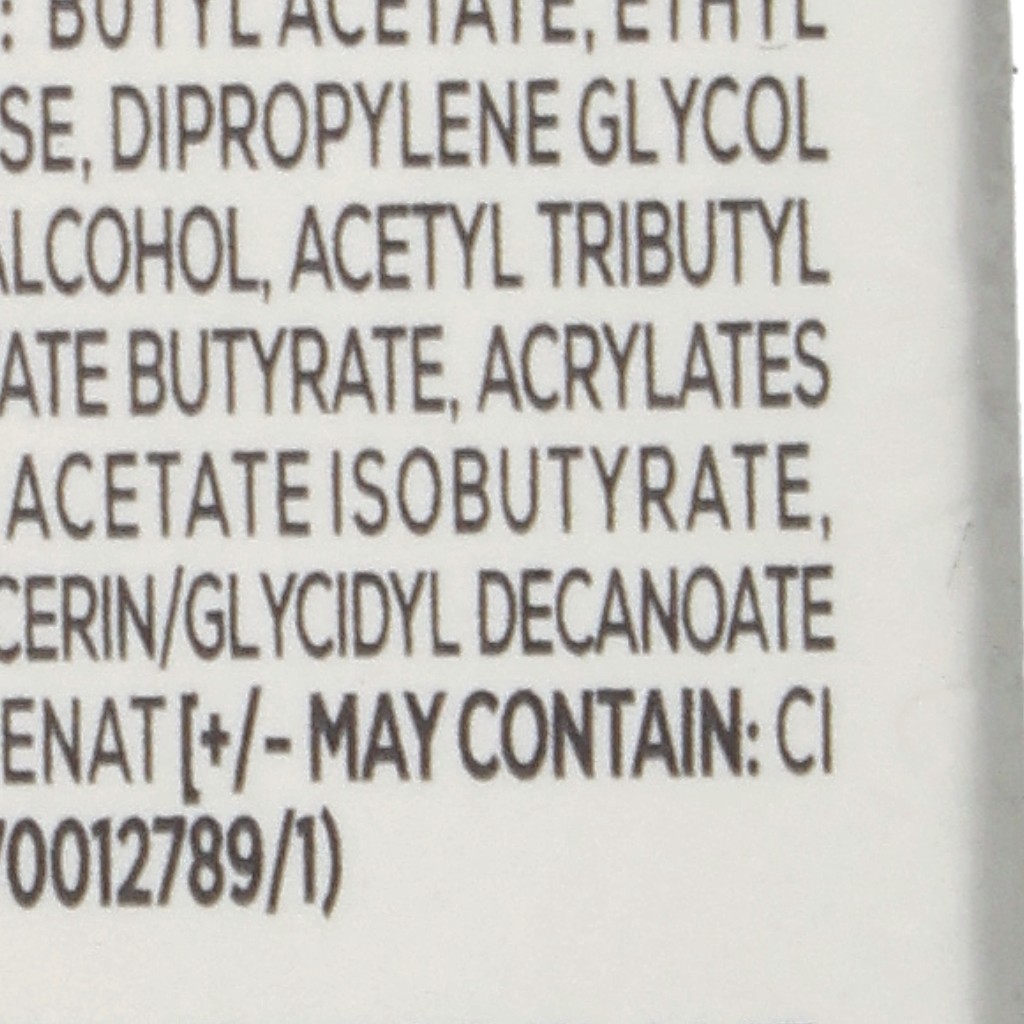 : BUTYL ACETATE, ETHYL
SE, DIPROPYLENE GLYCOL
ALCOHOL, ACETYL TRIBUTYL
ATE BUTYRATE, ACRYLATES
ACETATE ISOBUTYRATE,
CERIN/GLYCIDYL DECANOATE
ENAT [+/- MAY CONTAIN: CI
70012789/1)